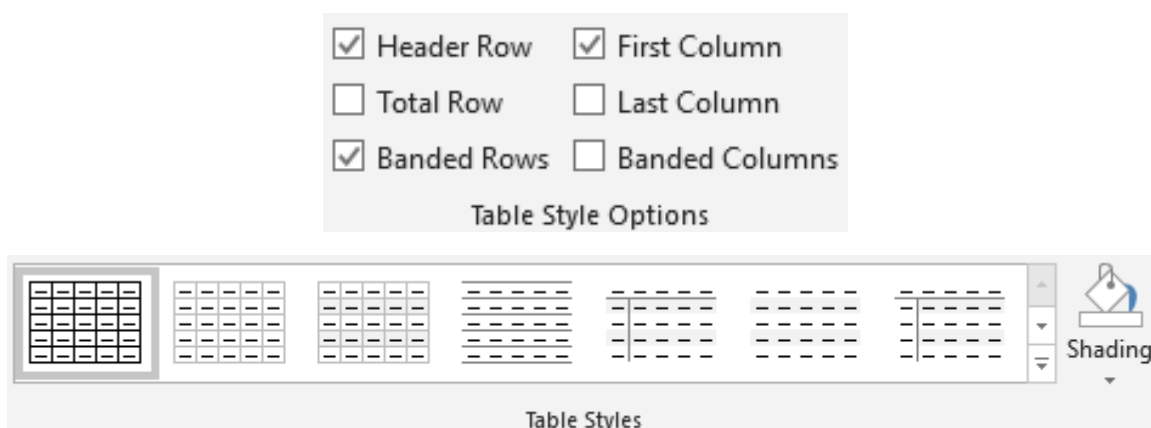 Header Row First Column
Total Row Last Column
Banded Rows Banded Columns
Table Style Options
Shading
Table Styles